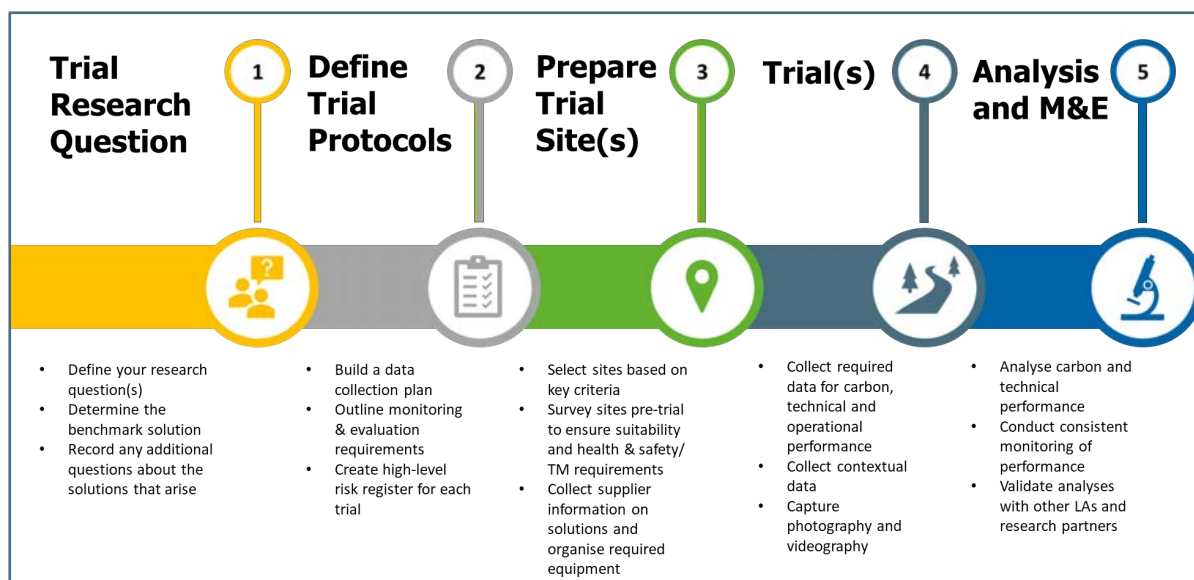 Trial
Research
Question
1
Define
Trial
Protocols
2
Prepare
Trial
Site(s)
3
Trial(s)
4
Analysis
and M&E
5
?
• Define your research
question(s)
• Determine the
benchmark solution
• Record any additional
questions about the
solutions that arise
• Build a data
collection plan
• Outline monitoring
& evaluation
requirements
• Create high-level
risk register for each
trial
• Select sites based on
key criteria
• Survey sites pre-trial
to ensure suitability
and health & safety/
TM requirements
• Collect supplier
information on
solutions and
organise required
equipment
• Collect required
data for carbon,
technical and
operational
performance
• Collect contextual
data
• Capture
photography and
videography
• Analyse carbon and
technical
performance
• Conduct consistent
monitoring of
performance
• Validate analyses
with other LAs and
research partners